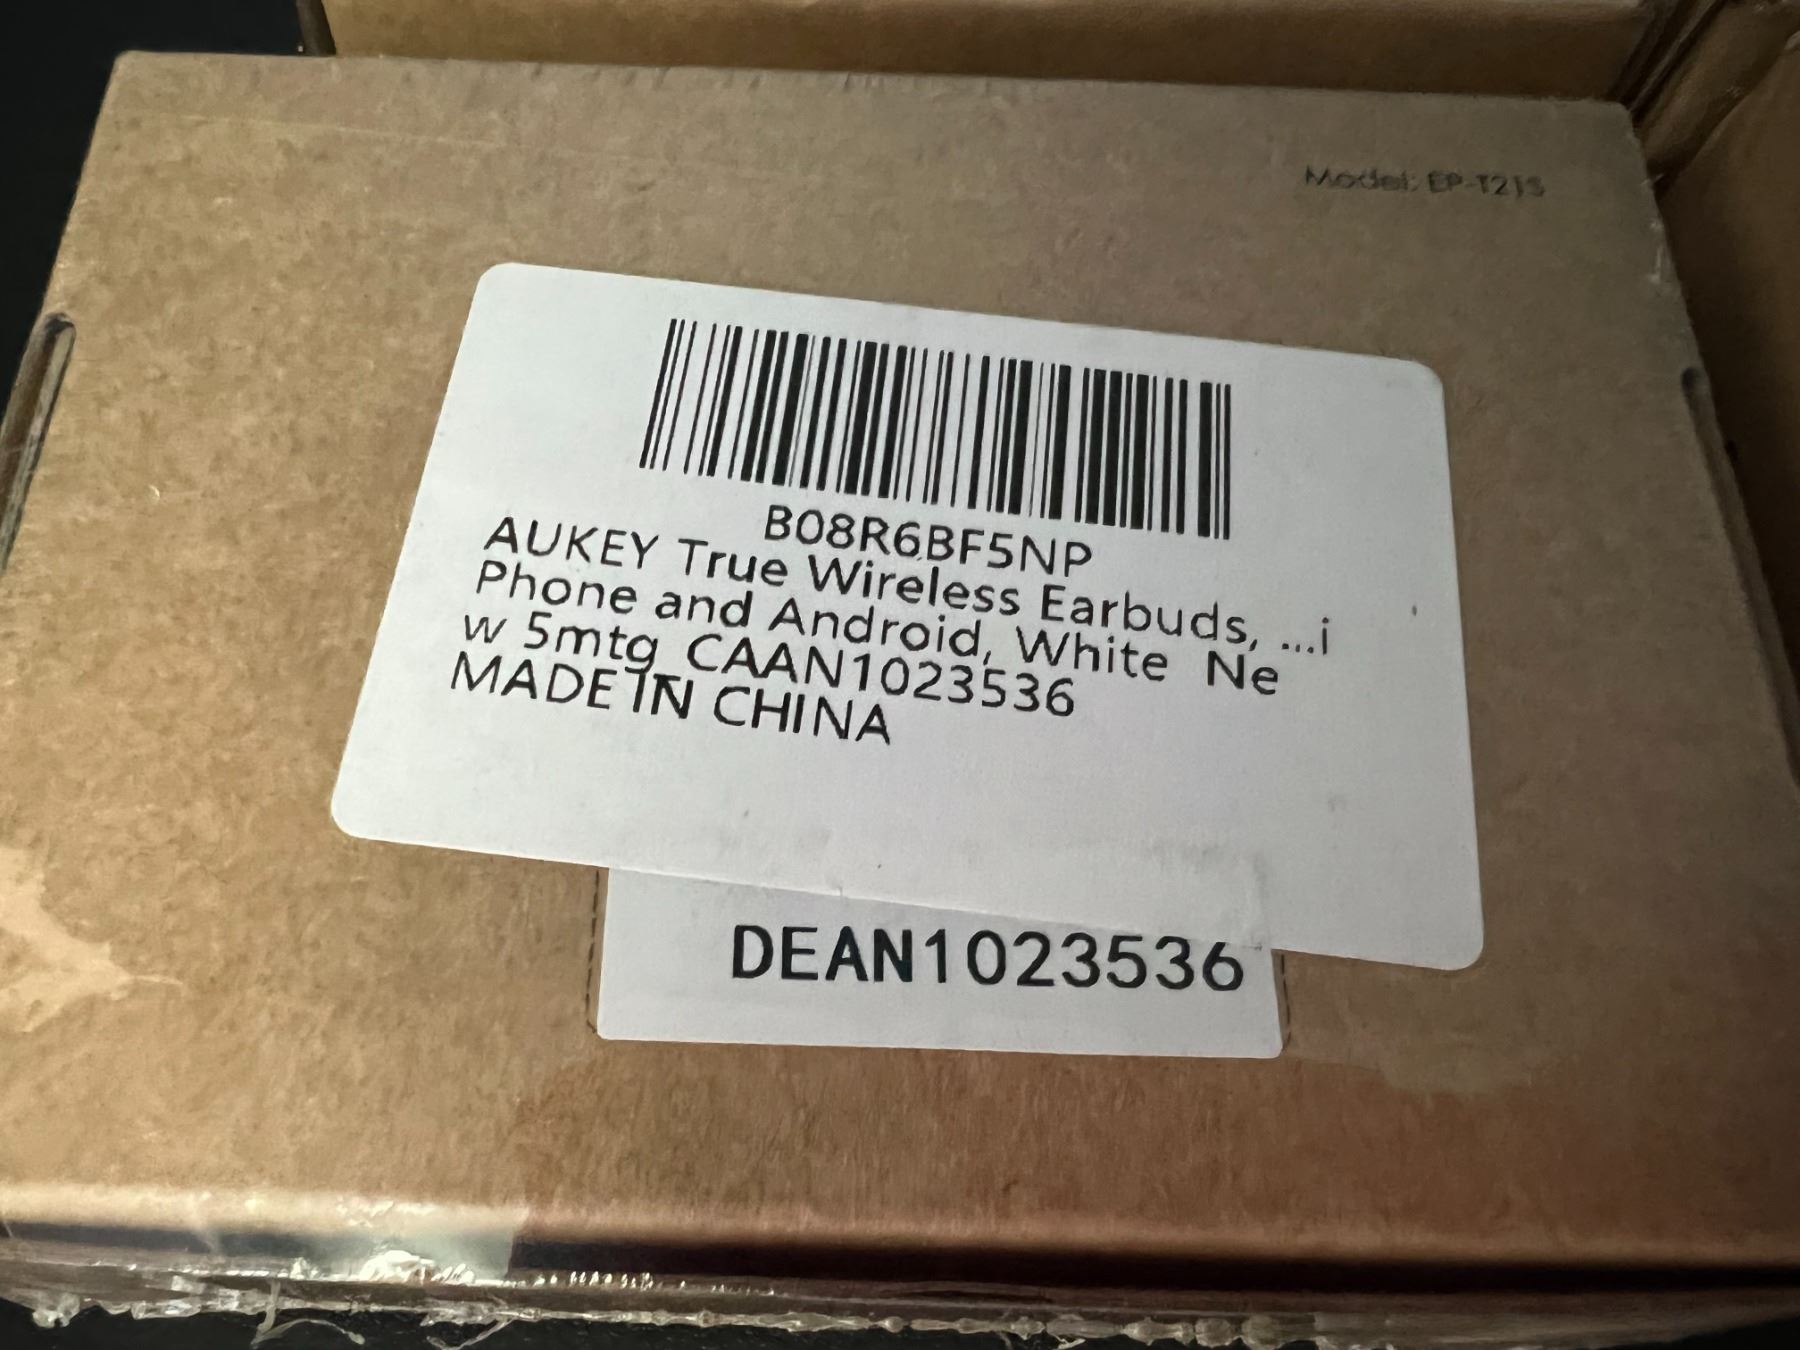 Model: EP-T21S
B08R6BF5NP
AUKEY True Wireless Earbuds, ...i
Phone and Android, White Ne
w 5mtg CAAN1023536
MADE IN CHINA
DEAN1023536